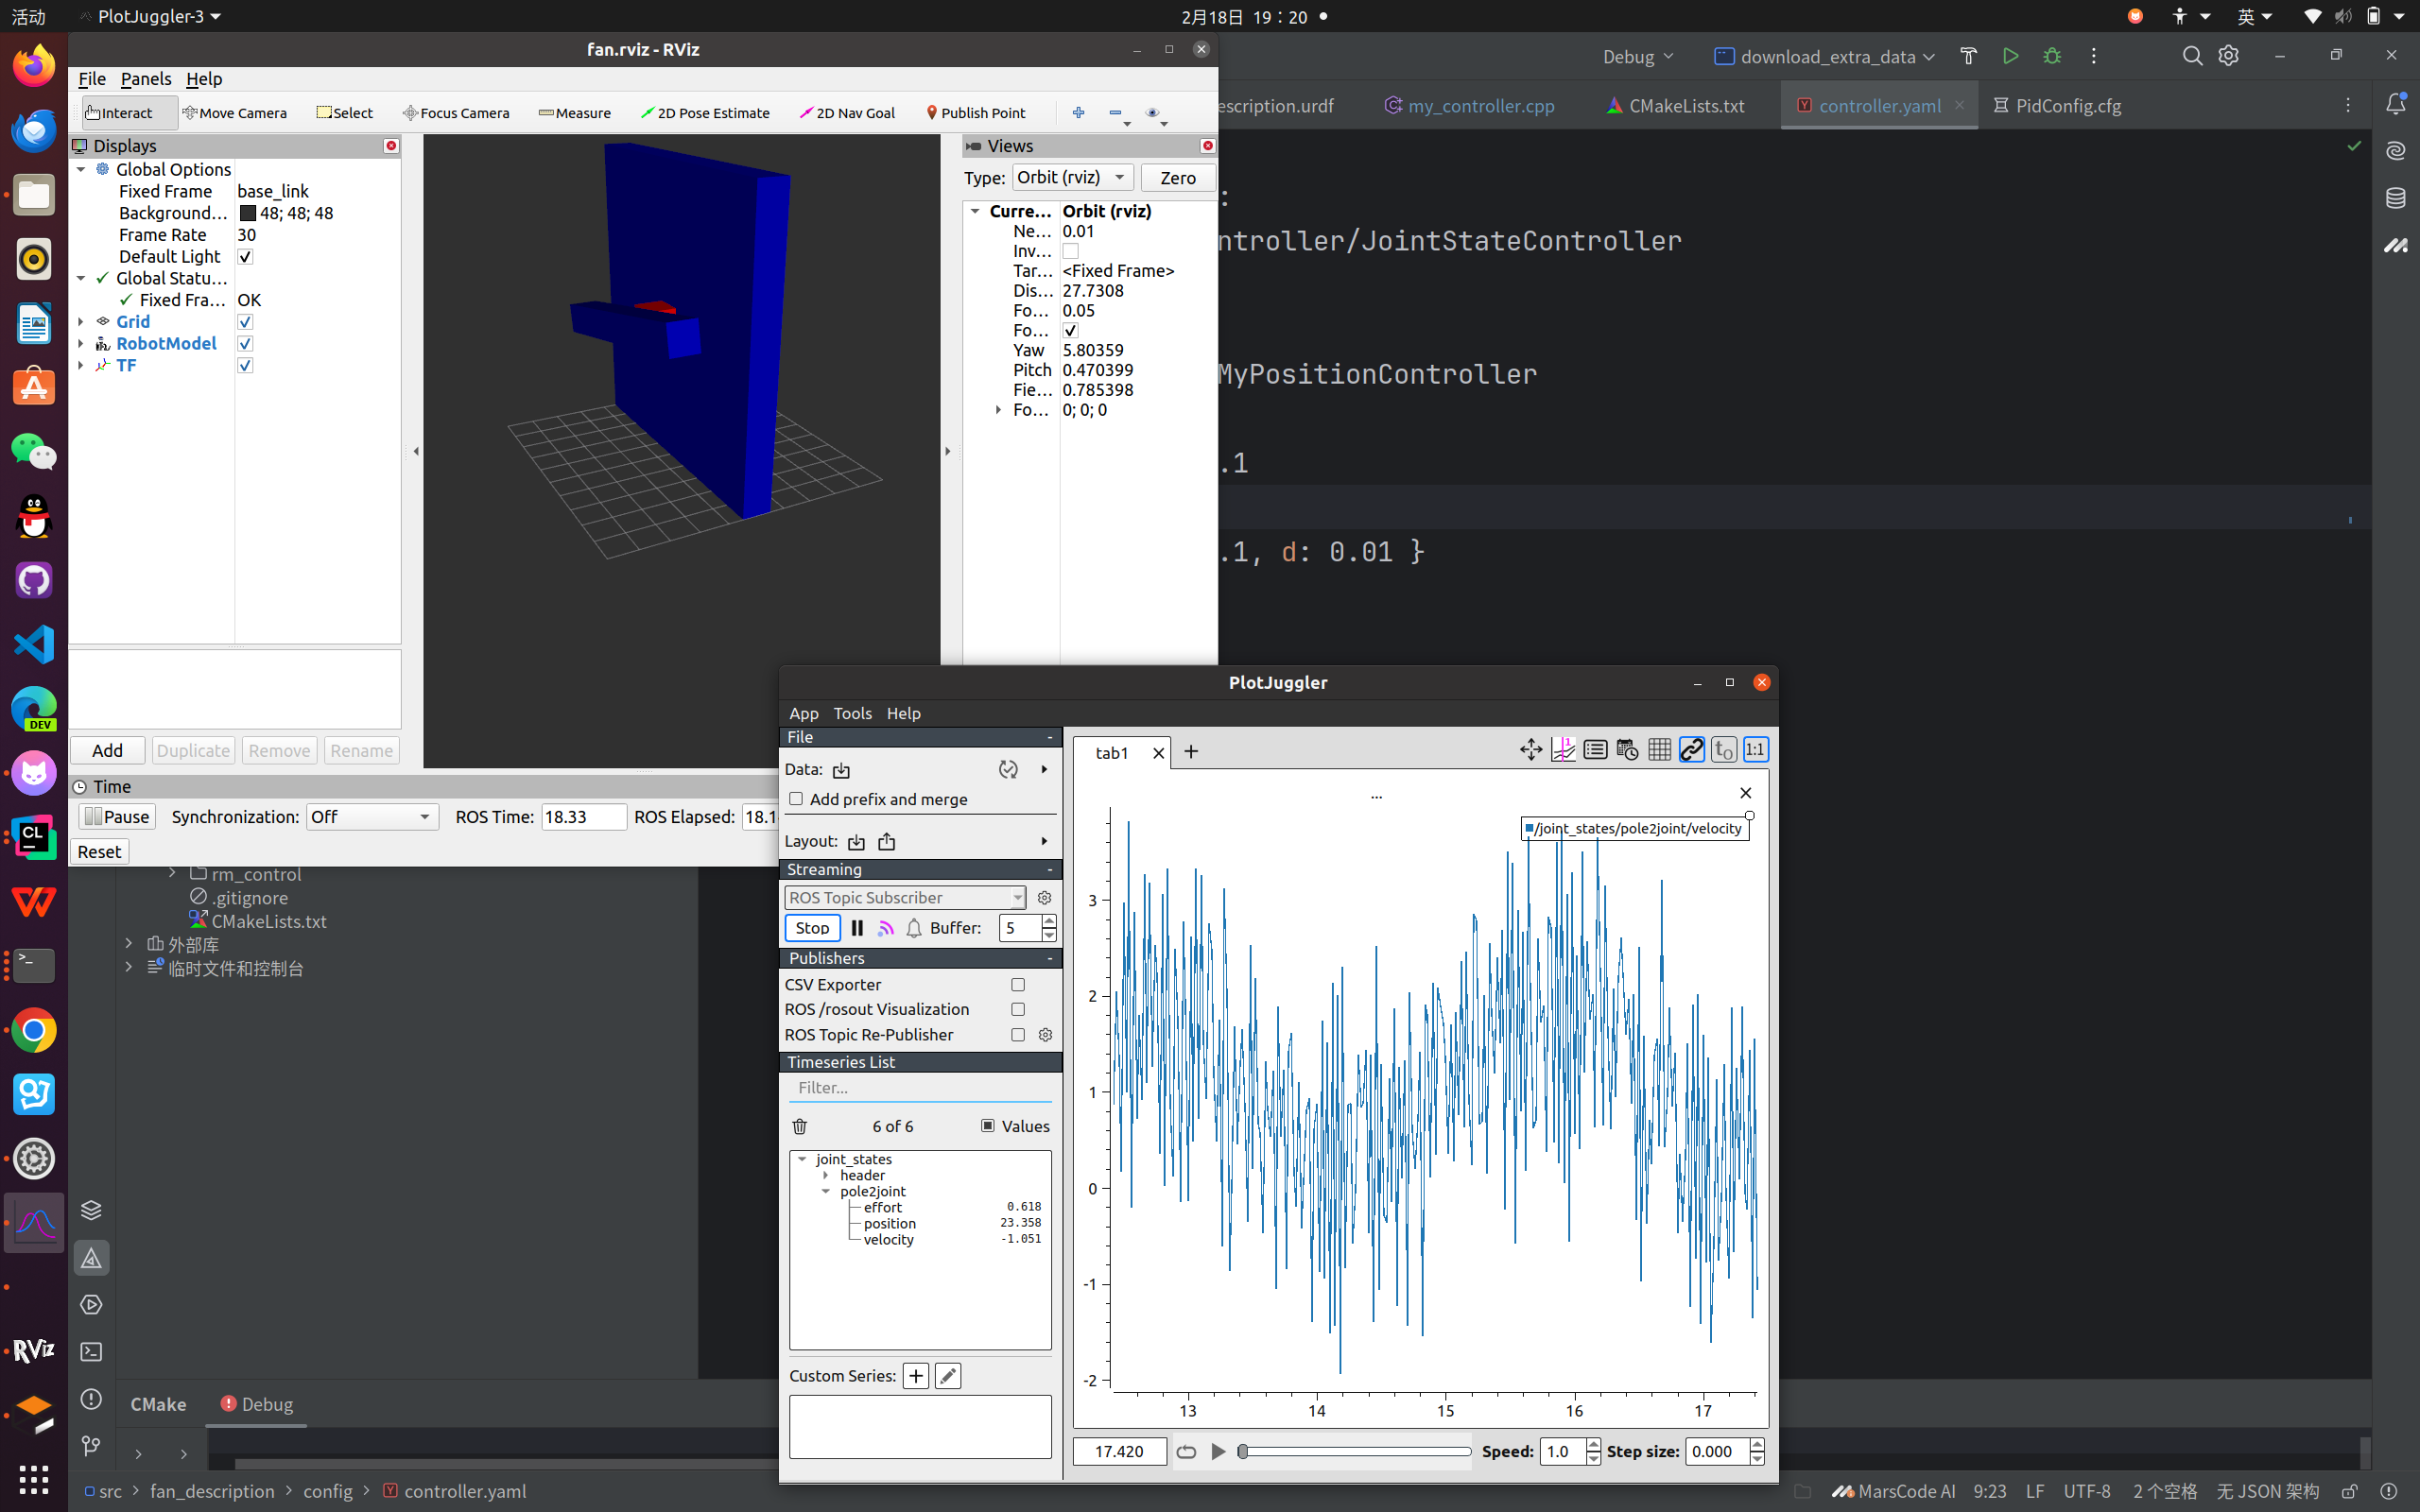 活动
PlotJuggler-3
2月18日 19：20
英
fan.rviz - RViz
File Panels Help
Interact
Move Camera
Select
Focus Camera
Measure
2D Pose Estimate
2D Nav Goal
Publish Point
Displays
Global Options
Fixed Frame base_link
Background... 48; 48; 48
Frame Rate 30
Default Light
Global Statu...
Fixed Fra... OK
Grid
RobotModel
TF
Add Duplicate Remove Rename
Views
Type: Orbit (rviz) Zero
Curre... Orbit (rviz)
Ne... 0.01
Inv...
Tar... <Fixed Frame>
Dis... 27.7308
Fo... 0.05
Fo...
Yaw 5.80359
Pitch 0.470399
Fie... 0.785398
Fo... 0; 0; 0
Time
Pause Synchronization: Off ROS Time: 18.33 ROS Elapsed: 18.1
Reset
Debug download_extra_data
escription.urdf my_controller.cpp CMakeLists.txt controller.yaml PidConfig.cfg
:
ntroller/JointStateController
MyPositionController
.1
.1, d: 0.01 }
rm_control
.gitignore
CMakeLists.txt
外部库
临时文件和控制台
DEV
CL
RViz
CMake Debug
PlotJuggler
App Tools Help
File -
Data:
Add prefix and merge
Layout:
Streaming -
ROS Topic Subscriber
Stop Buffer: 5
Publishers -
CSV Exporter
ROS /rosout Visualization
ROS Topic Re-Publisher
Timeseries List
Filter...
6 of 6 Values
joint_states
header
pole2joint
effort 0.618
position 23.358
velocity -1.051
Custom Series:
tab1
1:1
...
/joint_states/pole2joint/velocity
3
2
1
0
-1
-2
13 14 15 16 17
17.420 Speed: 1.0 Step size: 0.000
src > fan_description > config > controller.yaml
MarsCode AI 9:23 LF UTF-8 2 个空格 无 JSON 架构